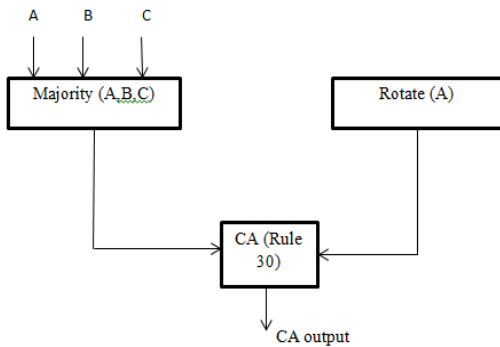 A B C
Majority (A,B,C)
Rotate (A)
CA (Rule
30)
CA output